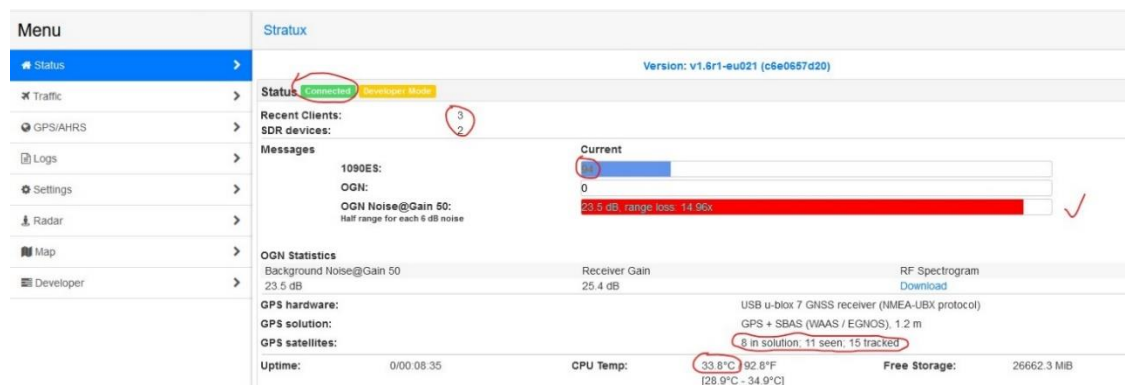 Menu
Stratux
Status
Traffic
GPS/AHRS
Logs
Settings
Radar
Map
Developer
Version: v1.6r1-eu021 (c6e0657d20)
Status Connected Developer Mode
Recent Clients: 3
SDR devices: 2
Messages Current
1090ES:
OGN: 0
OGN Noise@Gain 50: 23.5 dB, range loss: 14.96x
Half range for each 6 dB noise
OGN Statistics
Background Noise@Gain 50 Receiver Gain RF Spectrogram
23.5 dB 25.4 dB Download
GPS hardware: USB u-blox 7 GNSS receiver (NMEA-UBX protocol)
GPS solution: GPS + SBAS (WAAS / EGNOS), 1.2 m
GPS satellites: 8 in solution; 11 seen; 15 tracked
Uptime: 0/00:08:35 CPU Temp: 33.8°C / 92.8°F Free Storage: 26662.3 MiB
[28.9°C - 34.9°C]